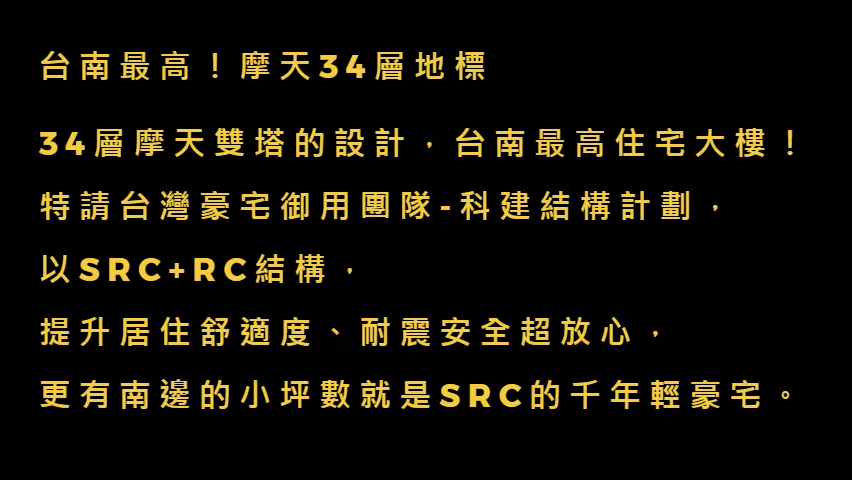 台南最高！摩天34層地標
34層摩天雙塔的設計，台南最高住宅大樓！
特請台灣豪宅御用團隊-科建結構計劃，
以SRC+RC結構，
提升居住舒適度、耐震安全超放心，
更有南邊的小坪數就是SRC的千年輕豪宅。